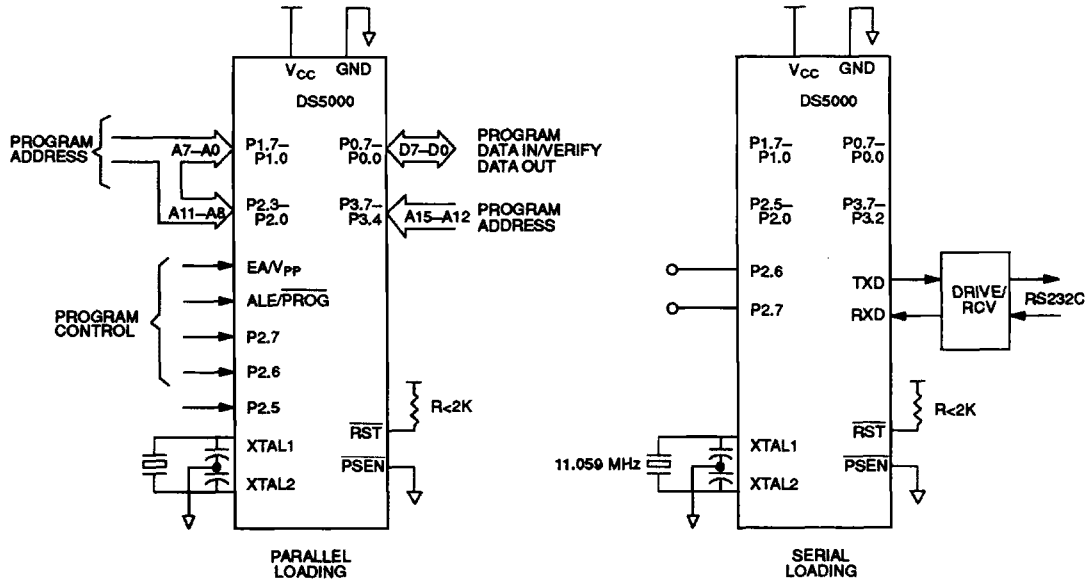 VCC
GND
DS5000
PROGRAM
ADDRESS
A7–A0
P1.7–
P1.0
P0.7–
P0.0
D7–D0
PROGRAM
DATA IN/VERIFY
DATA OUT
A11–A8
P2.3–
P2.0
P3.7–
P3.4
A15–A12
PROGRAM
ADDRESS
PROGRAM
CONTROL
EA/VPP
ALE/PROG
P2.7
P2.6
P2.5
XTAL1
XTAL2
RST
R<2K
PSEN
PARALLEL
LOADING
VCC
GND
DS5000
P1.7–
P1.0
P0.7–
P0.0
P2.5–
P2.0
P3.7–
P3.2
P2.6
P2.7
TXD
RXD
DRIVE/
RCV
RS232C
11.059 MHz
XTAL1
XTAL2
RST
R<2K
PSEN
SERIAL
LOADING